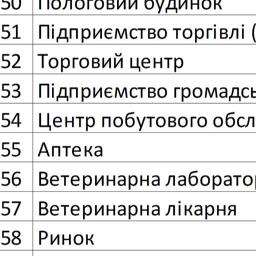 50 Пологовий будинок
51 Підприємство торгівлі (
52 Торговий центр
53 Підприємство громадсь
54 Центр побутового обсл
55 Аптека
56 Ветеринарна лаборато
57 Ветеринарна лікарня
58 Ринок